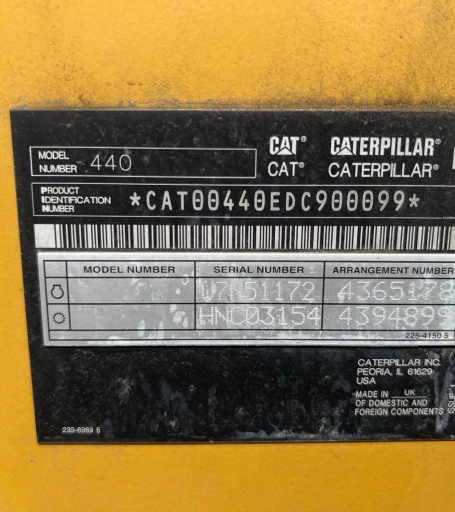 CAT® CATERPILLAR®
MODEL NUMBER 440
CAT® CATERPILLAR®
PRODUCT IDENTIFICATION NUMBER *CAT00440EDC900099*
MODEL NUMBER SERIAL NUMBER ARRANGEMENT NUMBER
W7N51172 4365178
HNC03154 4394899
225-4150 5
CATERPILLAR INC.
PEORIA, IL 61629
USA
MADE IN UK
OF DOMESTIC AND
FOREIGN COMPONENTS
239-6989 5